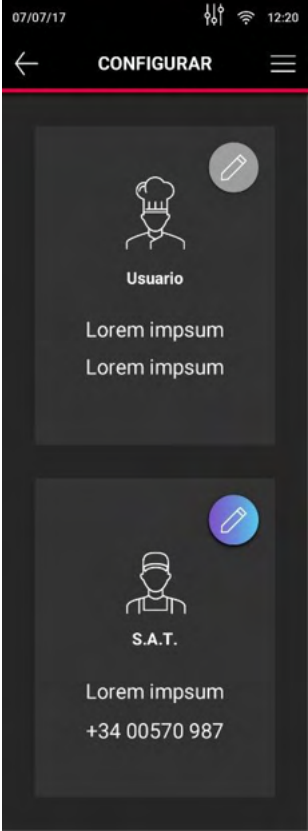 07/07/17 12:20
CONFIGURAR
Usuario
Lorem impsum
Lorem impsum
S.A.T.
Lorem impsum
+34 00570 987